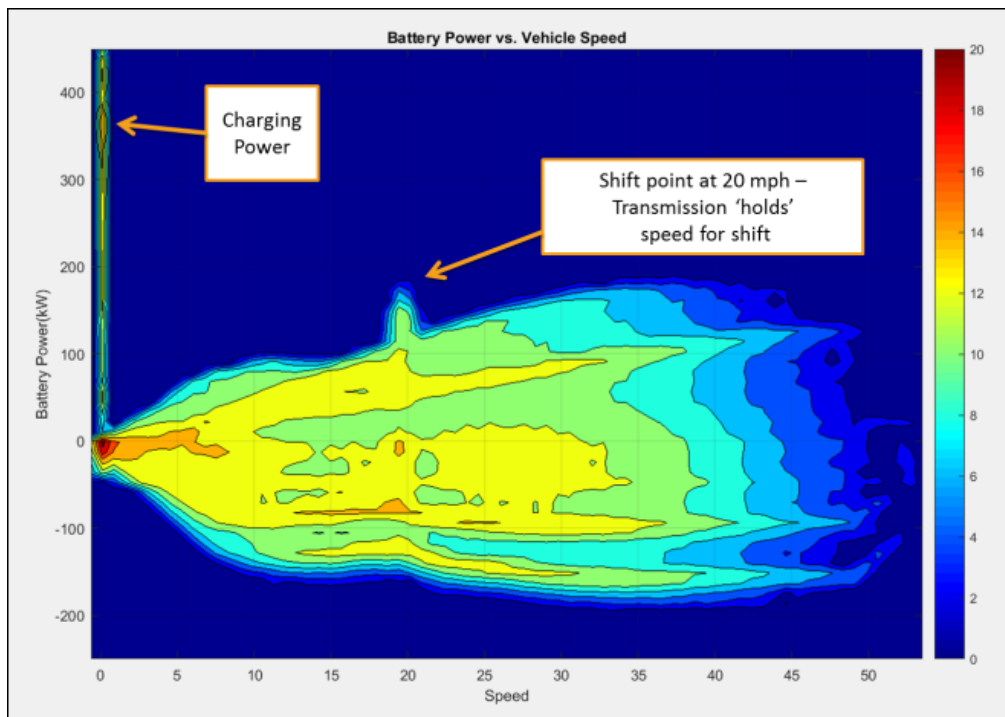 Battery Power vs. Vehicle Speed
400
300
200
100
0
-100
-200
Battery Power(kW)
Charging
Power
Shift point at 20 mph –
Transmission ‘holds’
speed for shift
20
18
16
14
12
10
8
6
4
2
0
0 5 10 15 20 25 30 35 40 45 50
Speed